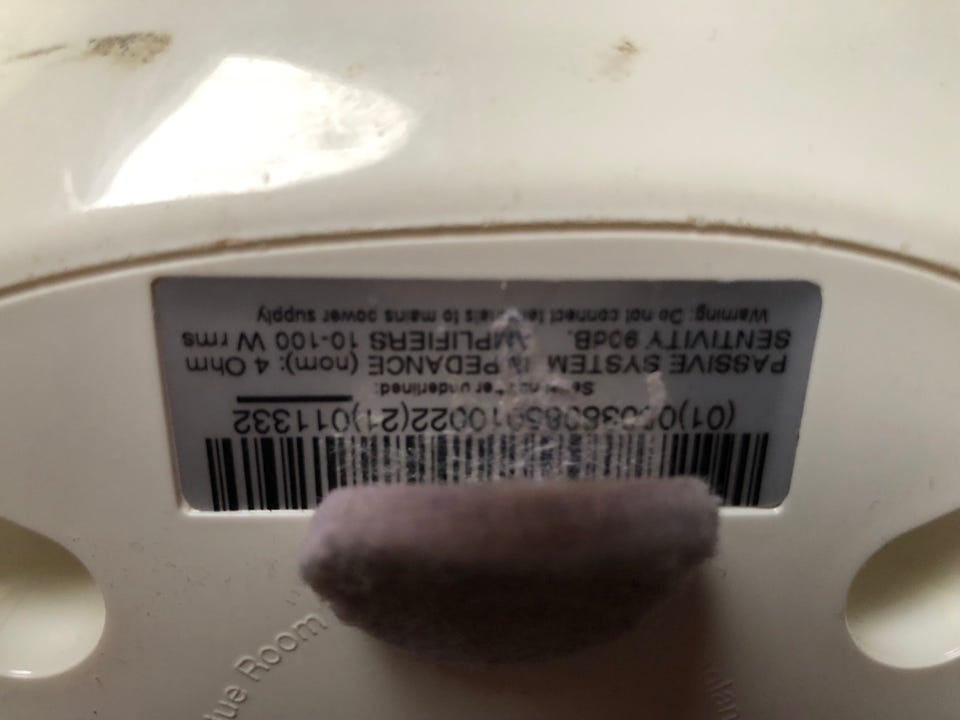 (21)011332
underlined:
PASSIVE SYSTEM IMPEDANCE (nom): 4 Ohm
SENTIVITY 90dB. AMPLIFIERS 10-100 W rms
Warning: Do not connect to mains power supply
Room